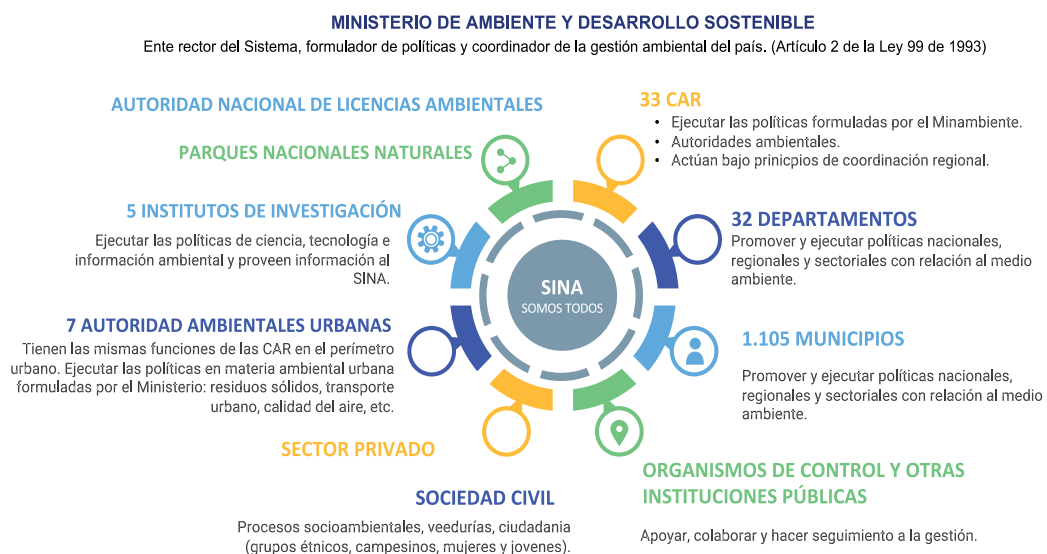 MINISTERIO DE AMBIENTE Y DESARROLLO SOSTENIBLE
Ente rector del Sistema, formulador de políticas y coordinador de la gestión ambiental del país. (Artículo 2 de la Ley 99 de 1993)
AUTORIDAD NACIONAL DE LICENCIAS AMBIENTALES
PARQUES NACIONALES NATURALES
5 INSTITUTOS DE INVESTIGACIÓN
Ejecutar las políticas de ciencia, tecnología e
información ambiental y proveen información al
SINA.
7 AUTORIDAD AMBIENTALES URBANAS
Tienen las mismas funciones de las CAR en el perímetro
urbano. Ejecutar las políticas en materia ambiental urbana
formuladas por el Ministerio: residuos sólidos, transporte
urbano, calidad del aire, etc.
SECTOR PRIVADO
SOCIEDAD CIVIL
Procesos socioambientales, veedurías, ciudadania
(grupos étnicos, campesinos, mujeres y jovenes).
SINA
SOMOS TODOS
33 CAR
• Ejecutar las políticas formuladas por el Minambiente.
• Autoridades ambientales.
• Actúan bajo prinicpios de coordinación regional.
32 DEPARTAMENTOS
Promover y ejecutar políticas nacionales,
regionales y sectoriales con relación al medio
ambiente.
1.105 MUNICIPIOS
Promover y ejecutar políticas nacionales,
regionales y sectoriales con relación al medio
ambiente.
ORGANISMOS DE CONTROL Y OTRAS
INSTITUCIONES PÚBLICAS
Apoyar, colaborar y hacer seguimiento a la gestión.